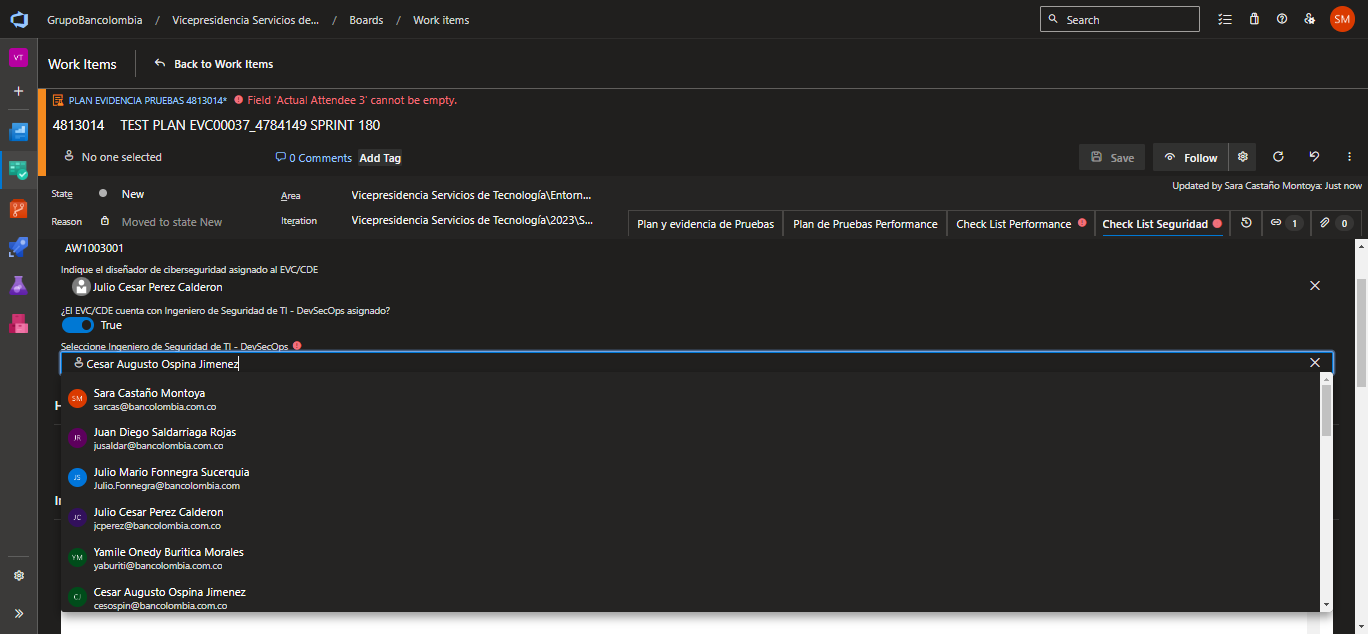 GrupoBancolombia / Vicepresidencia Servicios de... / Boards / Work items
Search
SM
VT
Work Items
Back to Work Items
PLAN EVIDENCIA PRUEBAS 4813014* Field 'Actual Attendee 3' cannot be empty.
4813014 TEST PLAN EVC00037_4784149 SPRINT 180
No one selected
0 Comments
Add Tag
Save
Follow
Updated by Sara Castaño Montoya: Just now
State New
Area Vicepresidencia Servicios de Tecnología\Entorn...
Reason Moved to state New
Iteration Vicepresidencia Servicios de Tecnología\2023\S...
Plan y evidencia de Pruebas
Plan de Pruebas Performance
Check List Performance
Check List Seguridad
1
0
AW1003001
Indique el diseñador de ciberseguridad asignado al EVC/CDE
Julio Cesar Perez Calderon
¿El EVC/CDE cuenta con Ingeniero de Seguridad de TI - DevSecOps asignado?
True
Seleccione Ingeniero de Seguridad de TI - DevSecOps
Cesar Augusto Ospina Jimenez
SM
Sara Castaño Montoya
sarcas@bancolombia.com.co
JR
Juan Diego Saldarriaga Rojas
jusaldar@bancolombia.com.co
JS
Julio Mario Fonnegra Sucerquia
Julio.Fonnegra@bancolombia.com
JC
Julio Cesar Perez Calderon
jcperez@bancolombia.com.co
YM
Yamile Onedy Buritica Morales
yaburiti@bancolombia.com.co
CJ
Cesar Augusto Ospina Jimenez
cesospin@bancolombia.com.co